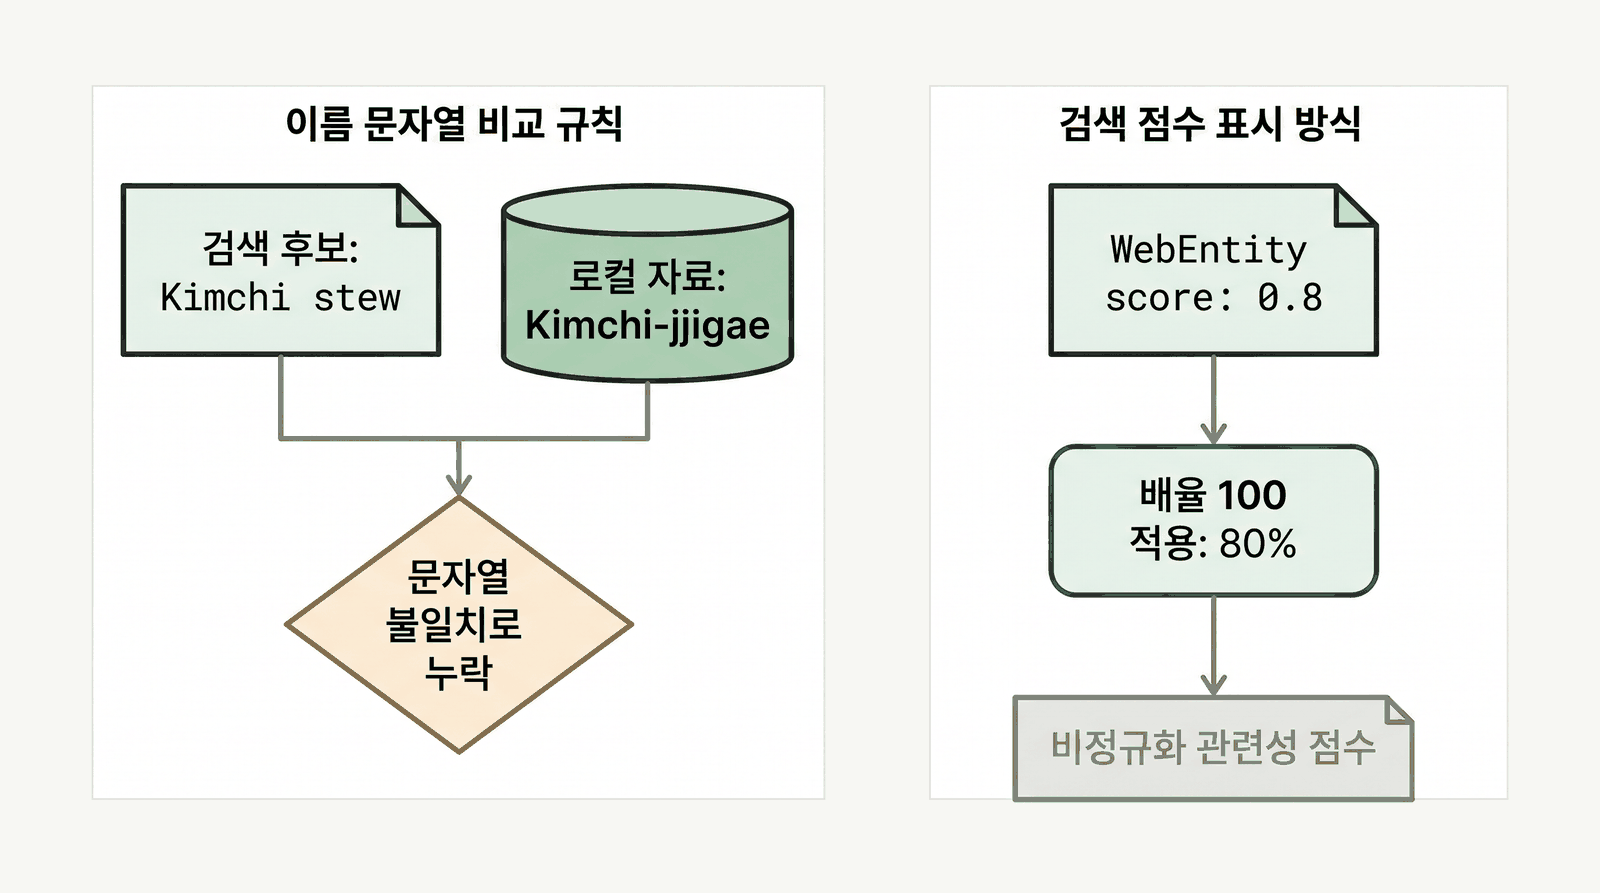 이름 문자열 비교 규칙
검색 후보:
Kimchi stew
로컬 자료:
Kimchi-jjigae
문자열
불일치로
누락
검색 점수 표시 방식
WebEntity
score: 0.8
배율 100
적용: 80%
비정규화 관련성 점수